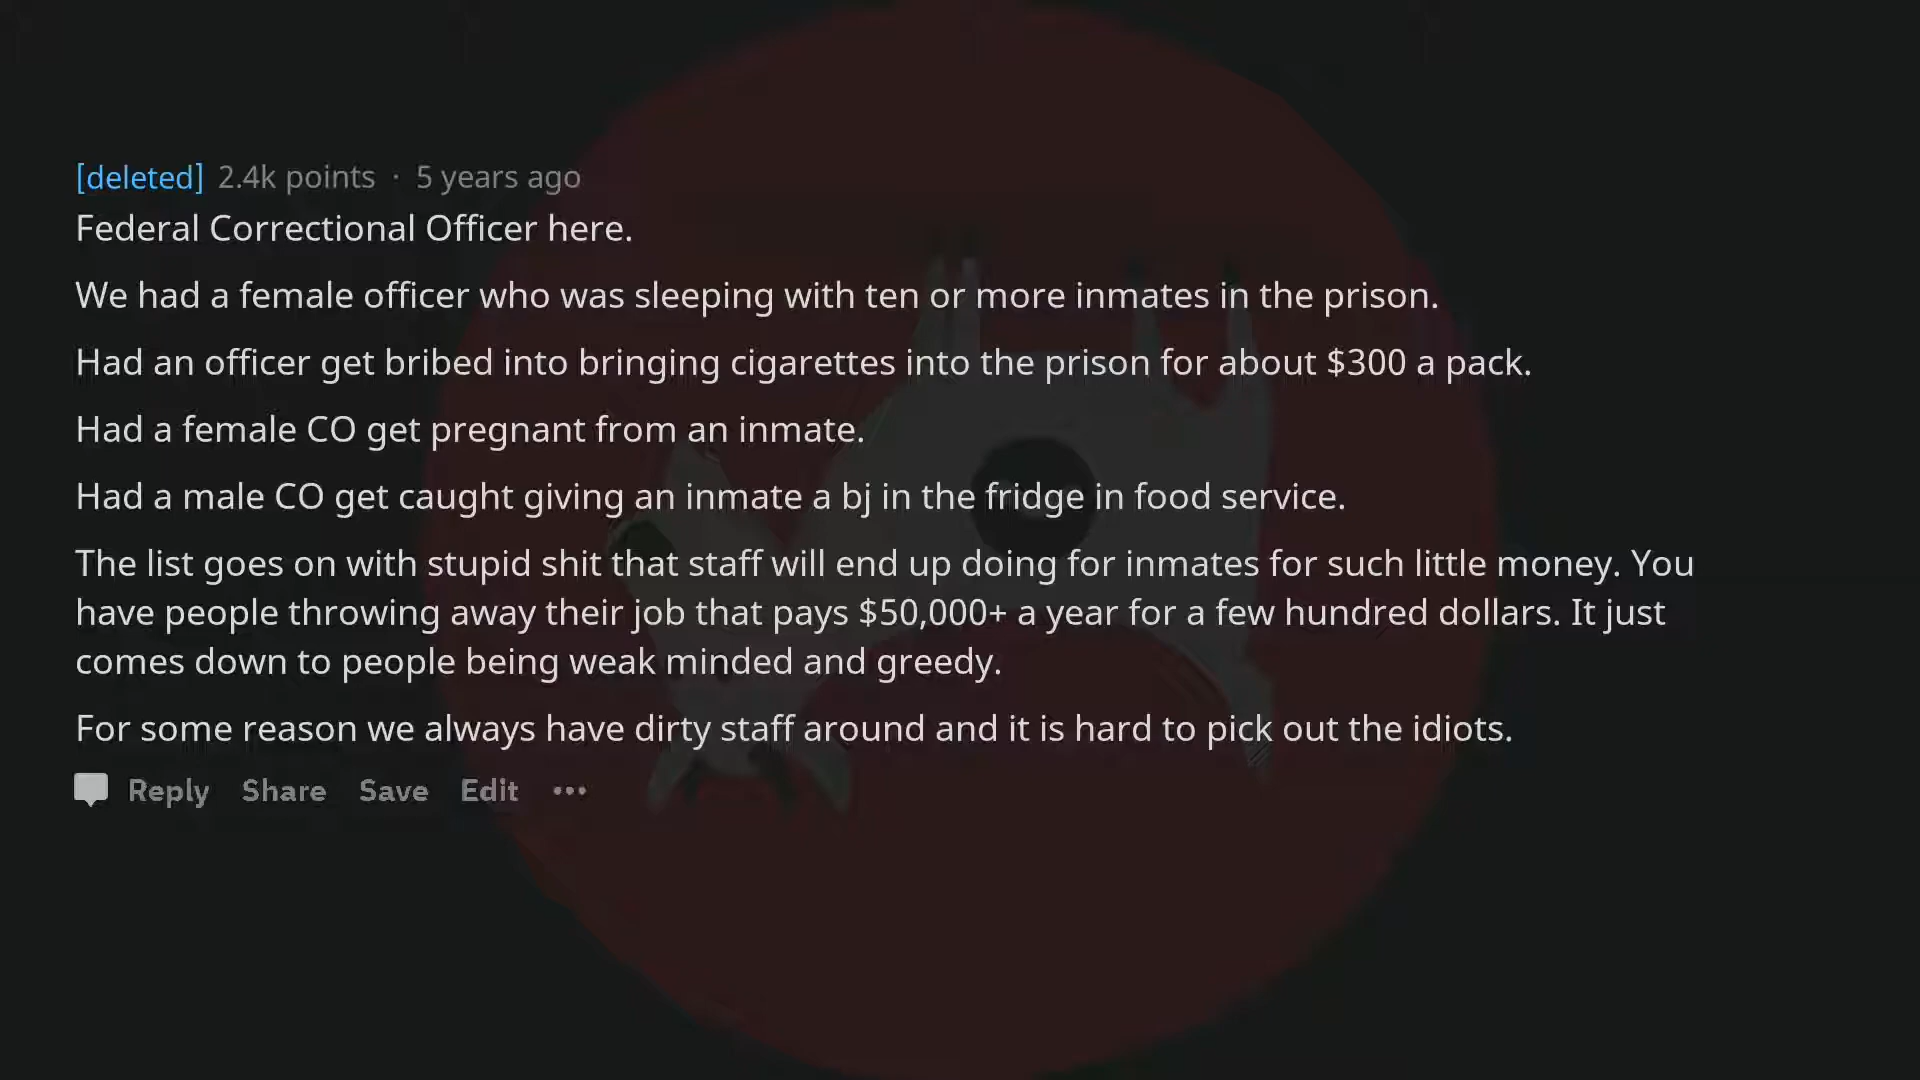 [deleted] 2.4k points · 5 years ago
Federal Correctional Officer here.
We had a female officer who was sleeping with ten or more inmates in the prison.
Had an officer get bribed into bringing cigarettes into the prison for about $300 a pack.
Had a female CO get pregnant from an inmate.
Had a male CO get caught giving an inmate a bj in the fridge in food service.
The list goes on with stupid shit that staff will end up doing for inmates for such little money. You
have people throwing away their job that pays $50,000+ a year for a few hundred dollars. It just
comes down to people being weak minded and greedy.
For some reason we always have dirty staff around and it is hard to pick out the idiots.
Reply Share Save Edit ···